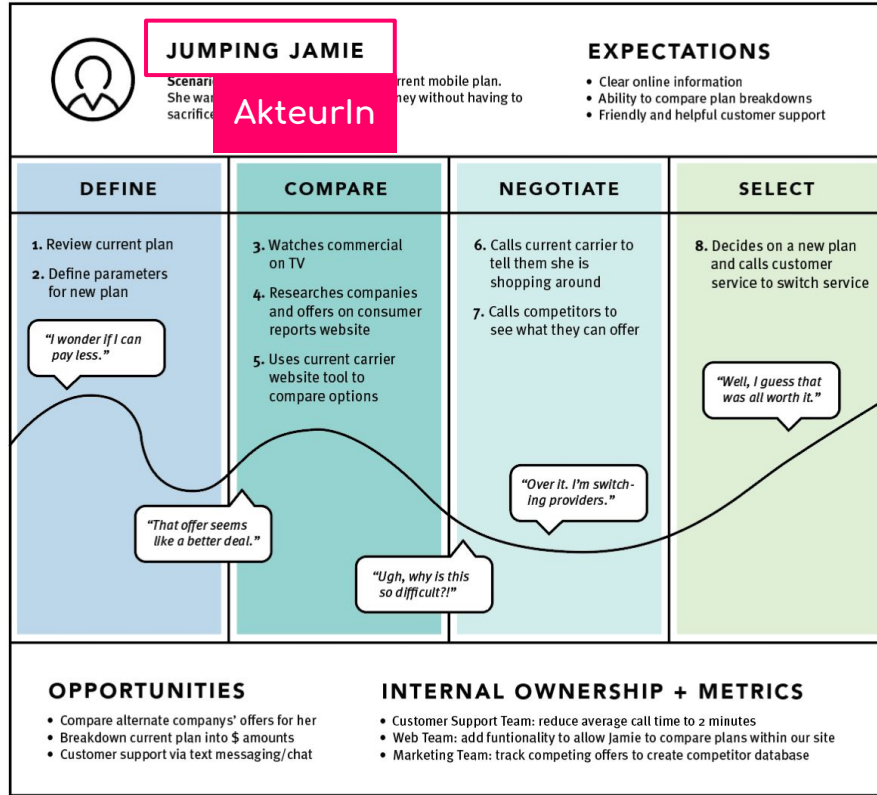 JUMPING JAMIE
Scenari rrent mobile plan.
She wan ney without having to
sacrifice
AkteurIn
EXPECTATIONS
• Clear online information
• Ability to compare plan breakdowns
• Friendly and helpful customer support
DEFINE
1. Review current plan
2. Define parameters
for new plan
"I wonder if I can
pay less."
"That offer seems
like a better deal."
COMPARE
3. Watches commercial
on TV
4. Researches companies
and offers on consumer
reports website
5. Uses current carrier
website tool to
compare options
"Ugh, why is this
so difficult?!"
NEGOTIATE
6. Calls current carrier to
tell them she is
shopping around
7. Calls competitors to
see what they can offer
"Over it. I'm switch-
ing providers."
SELECT
8. Decides on a new plan
and calls customer
service to switch service
"Well, I guess that
was all worth it."
OPPORTUNITIES
• Compare alternate companys' offers for her
• Breakdown current plan into $ amounts
• Customer support via text messaging/chat
INTERNAL OWNERSHIP + METRICS
• Customer Support Team: reduce average call time to 2 minutes
• Web Team: add funtionality to allow Jamie to compare plans within our site
• Marketing Team: track competing offers to create competitor database